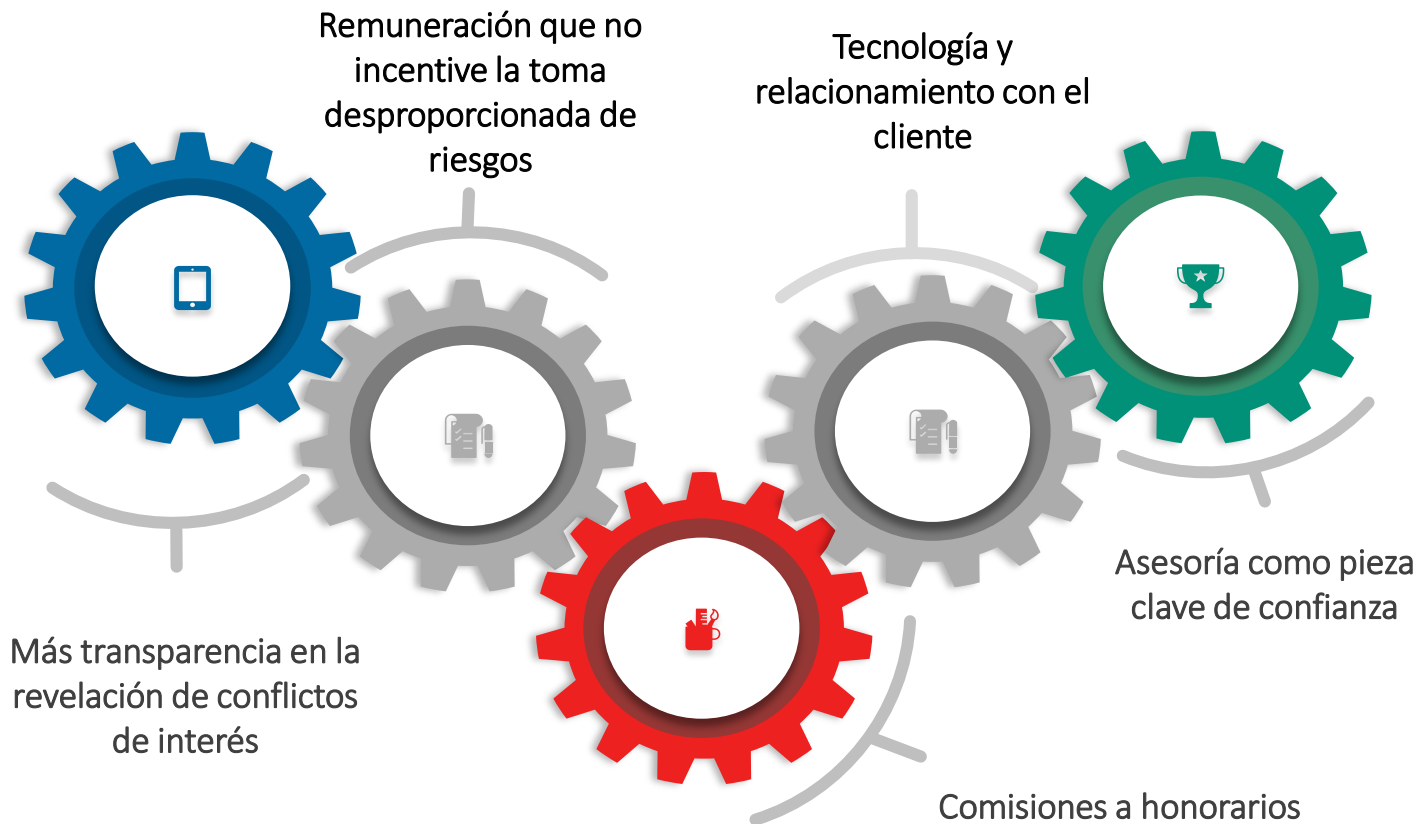 Remuneración que no
incentive la toma
desproporcionada de
riesgos
Tecnología y
relacionamiento con el
cliente
Más transparencia en la
revelación de conflictos
de interés
Asesoría como pieza
clave de confianza
Comisiones a honorarios